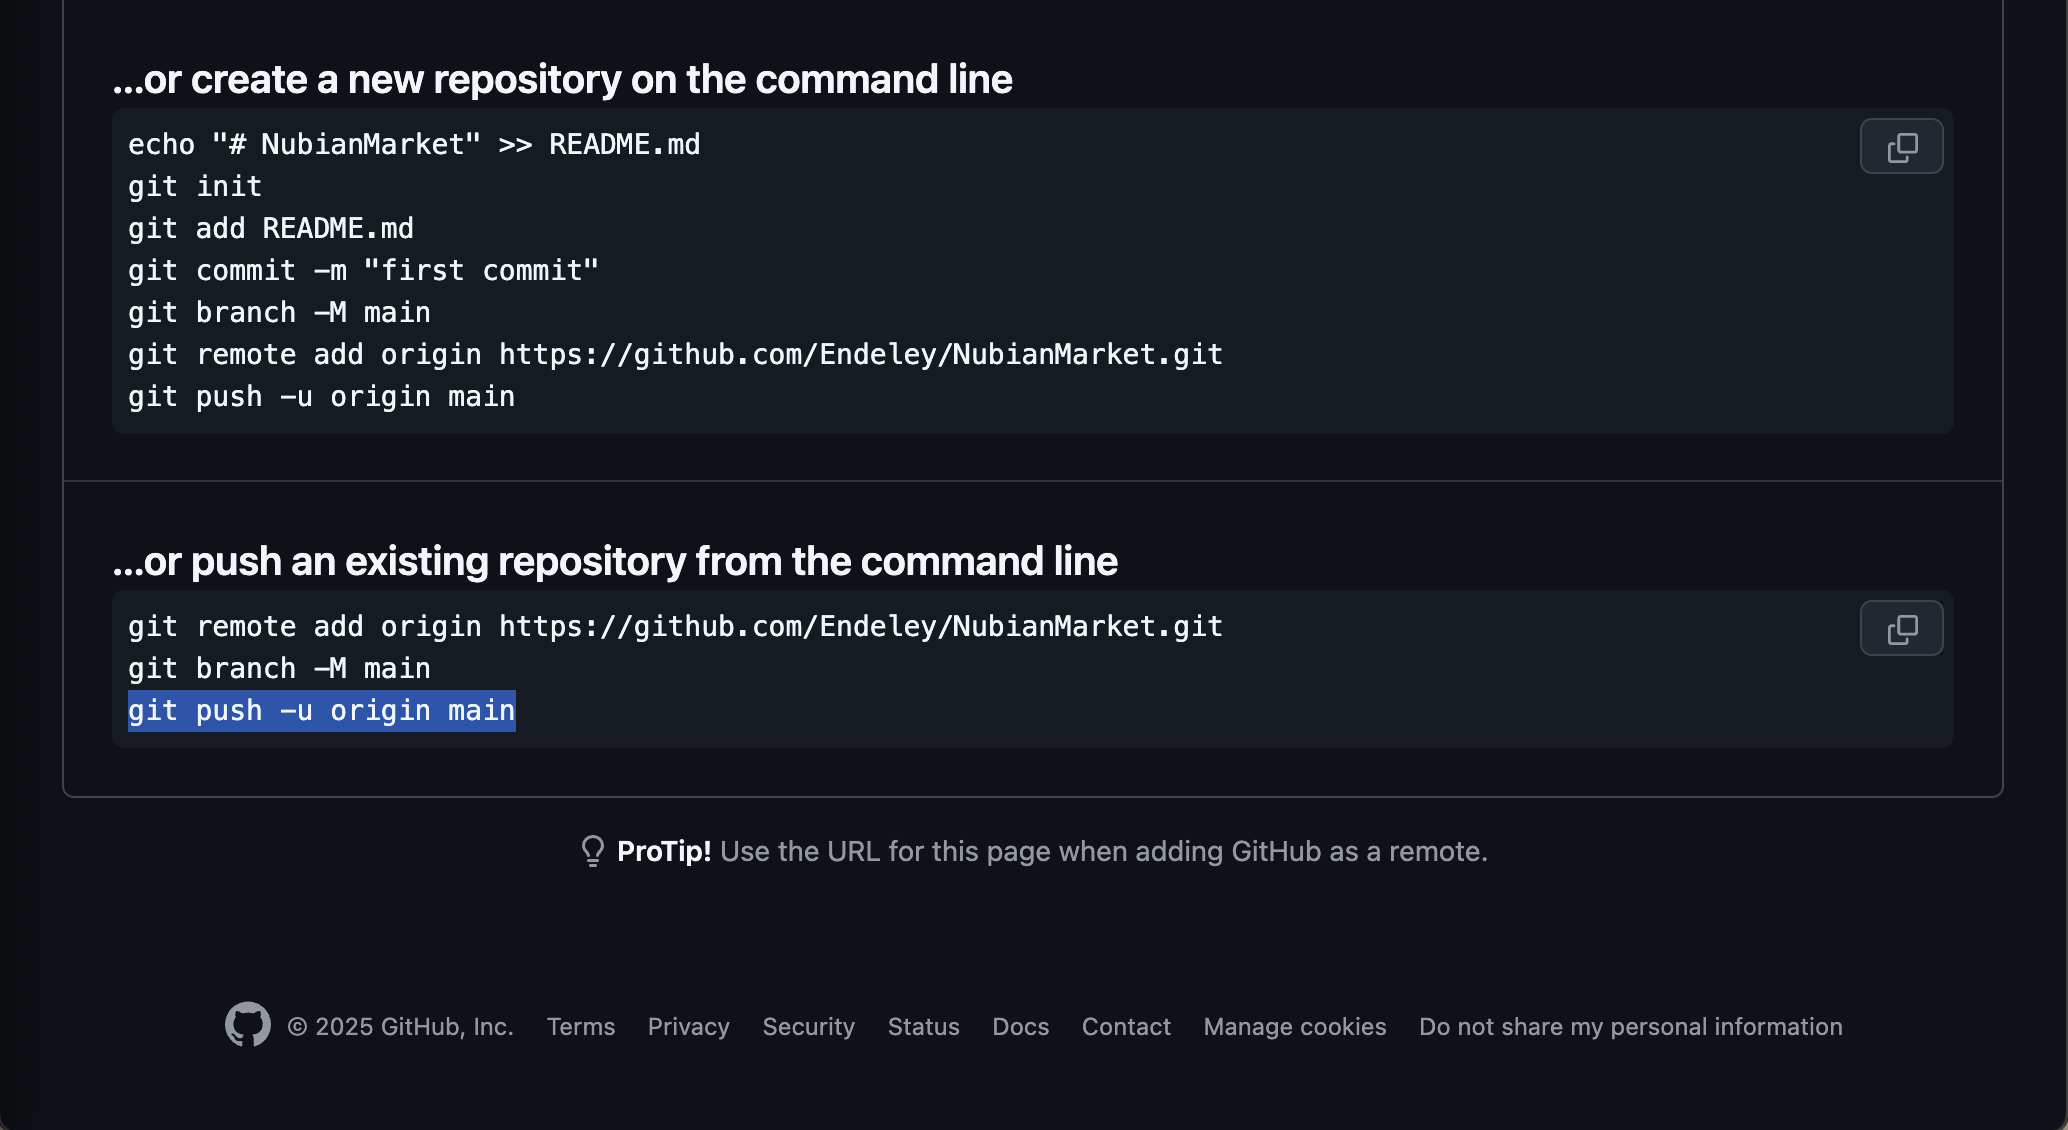 ...or create a new repository on the command line
echo "# NubianMarket" >> README.md
git init
git add README.md
git commit -m "first commit"
git branch -M main
git remote add origin https://github.com/Endeley/NubianMarket.git
git push -u origin main
...or push an existing repository from the command line
git remote add origin https://github.com/Endeley/NubianMarket.git
git branch -M main
git push -u origin main
ProTip! Use the URL for this page when adding GitHub as a remote.
© 2025 GitHub, Inc. Terms Privacy Security Status Docs Contact Manage cookies Do not share my personal information